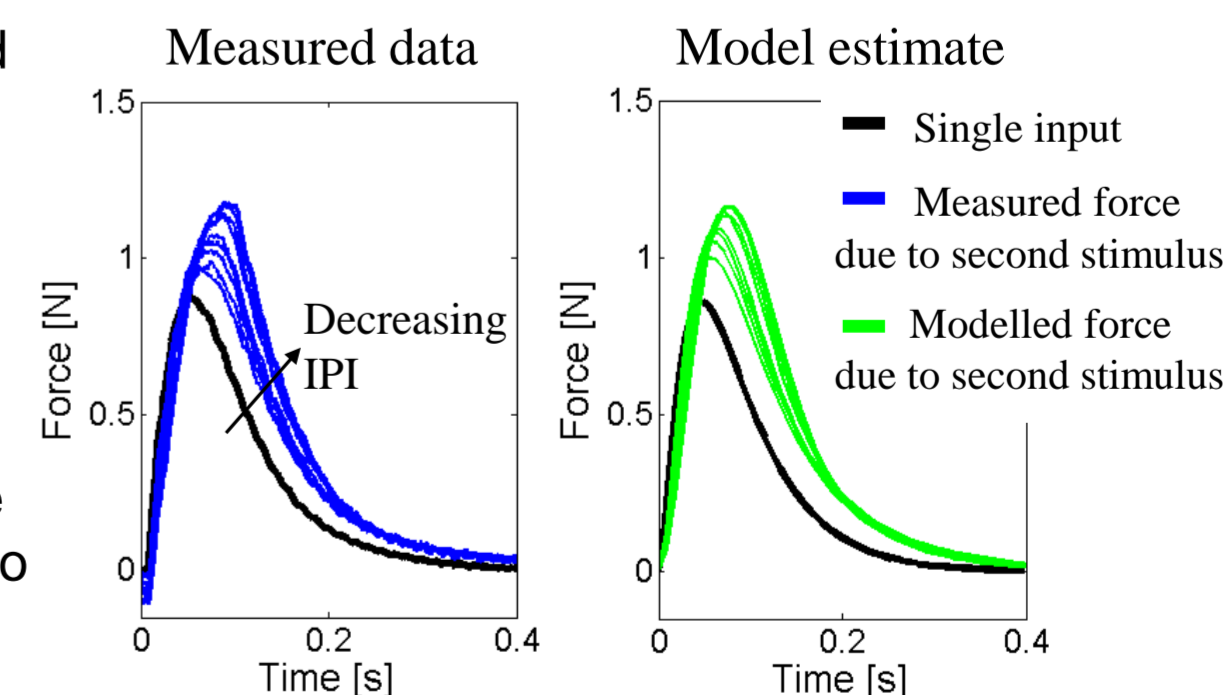 Measured data
Model estimate
1.5
1
0.5
0
Force [N]
Decreasing
IPI
0
0.2
0.4
Time [s]
1.5
1
0.5
0
Force [N]
0
0.2
0.4
Time [s]
Single input
Measured force
due to second stimulus
Modelled force
due to second stimulus